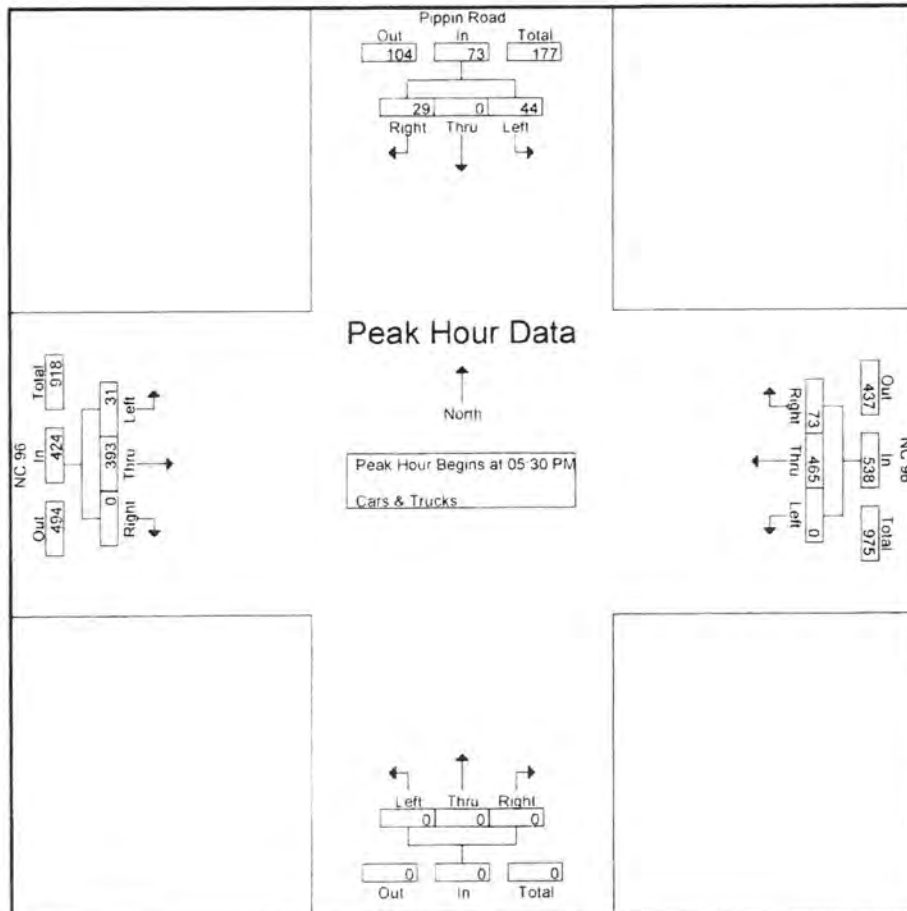 Pippin Road
Out In Total
104 73 177
29 0 44
Right Thru Left
Peak Hour Data
North
Peak Hour Begins at 05:30 PM
Cars & Trucks
NC 96
Total In Out
918 424 494
31 393 0
Left Thru Right
Right Thru Left
73 465 0
437 538 975
Out In Total
NC 96
Left Thru Right
0 0 0
0 0 0
Out In Total